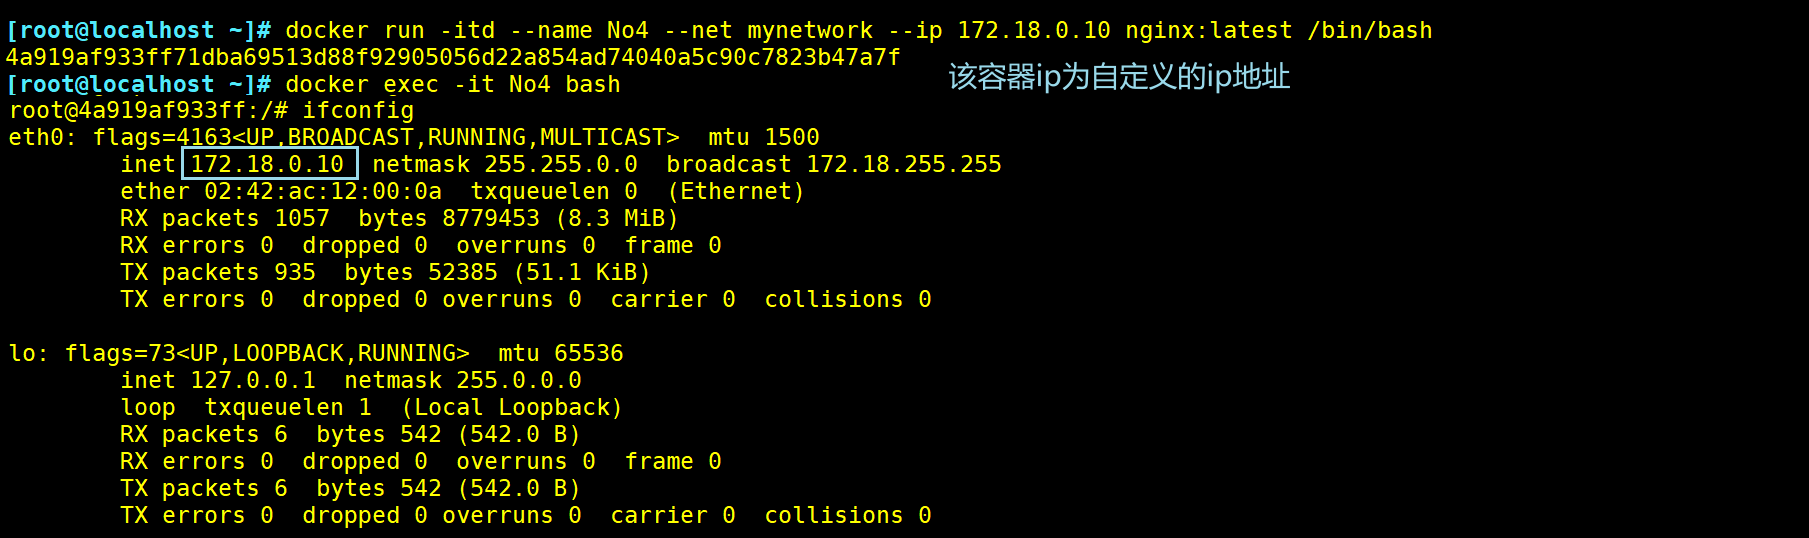 [root@localhost ~]# docker run -itd --name No4 --net mynetwork --ip 172.18.0.10 nginx:latest /bin/bash
4a919af933ff71dba69513d88f92905056d22a854ad74040a5c90c7823b47a7f
该容器ip为自定义的ip地址
[root@localhost ~]# docker exec -it No4 bash
root@4a919af933ff:/# ifconfig
eth0: flags=4163<UP,BROADCAST,RUNNING,MULTICAST>  mtu 1500
        inet 172.18.0.10  netmask 255.255.0.0  broadcast 172.18.255.255
        ether 02:42:ac:12:00:0a  txqueuelen 0  (Ethernet)
        RX packets 1057  bytes 8779453 (8.3 MiB)
        RX errors 0  dropped 0  overruns 0  frame 0
        TX packets 935  bytes 52385 (51.1 KiB)
        TX errors 0  dropped 0 overruns 0  carrier 0  collisions 0
lo: flags=73<UP,LOOPBACK,RUNNING>  mtu 65536
        inet 127.0.0.1  netmask 255.0.0.0
        loop  txqueuelen 1  (Local Loopback)
        RX packets 6  bytes 542 (542.0 B)
        RX errors 0  dropped 0  overruns 0  frame 0
        TX packets 6  bytes 542 (542.0 B)
        TX errors 0  dropped 0 overruns 0  carrier 0  collisions 0